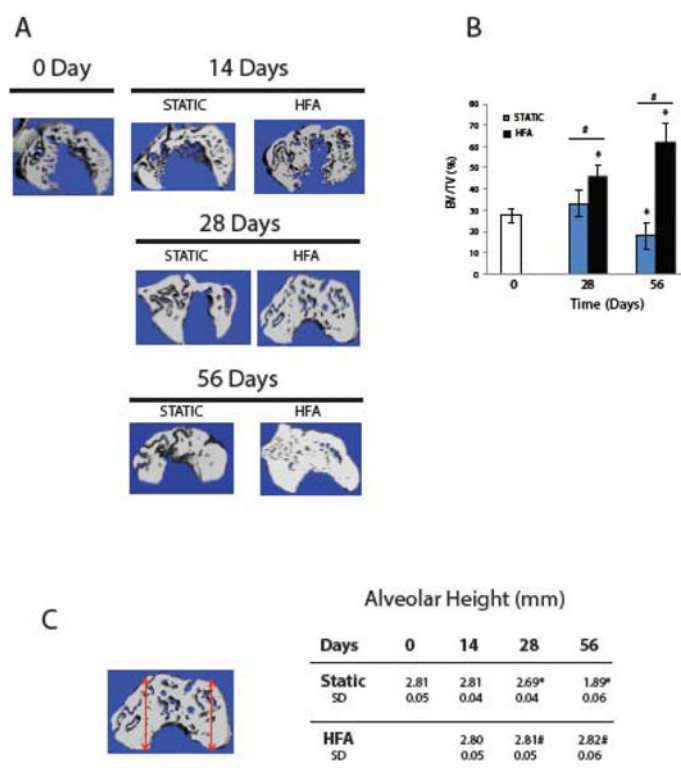 A
0 Day
14 Days
STATIC
HFA
28 Days
STATIC
HFA
56 Days
STATIC
HFA
B
80
70
60
50
40
30
20
10
0
BV/TV (%)
STATIC
HFA
#
*
#
*
*
0
28
56
Time (Days)
C
Alveolar Height (mm)
Days 0 14 28 56
Static 2.81 2.81 2.69* 1.89*
SD 0.05 0.04 0.04 0.06
HFA 2.80 2.81# 2.82#
SD 0.05 0.05 0.06